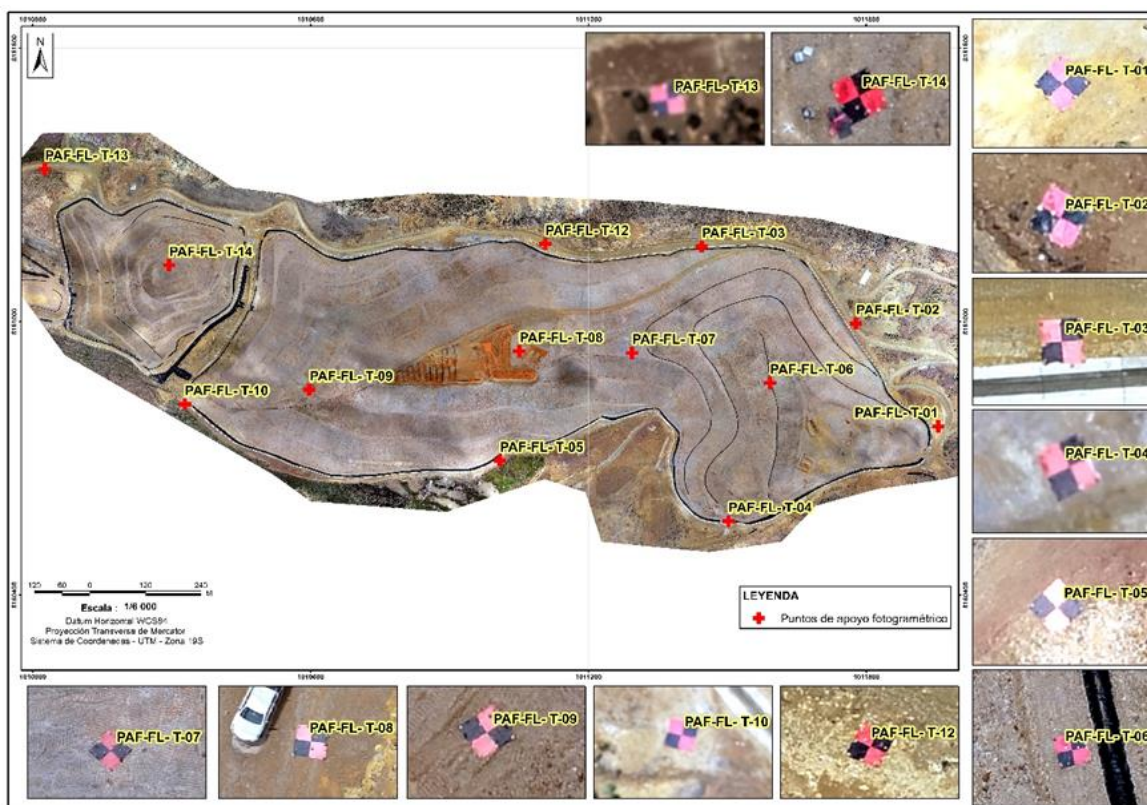 N
PAF-FL- T-13
PAF-FL- T-14
PAF-FL- T-01
PAF-FL- T-02
PAF-FL- T-03
PAF-FL- T-04
PAF-FL- T-05
PAF-FL- T-06
PAF-FL- T-13
PAF-FL- T-14
PAF-FL- T-12
PAF-FL- T-03
PAF-FL- T-02
PAF-FL- T-08
PAF-FL- T-07
PAF-FL- T-06
PAF-FL- T-09
PAF-FL- T-10
PAF-FL- T-01
PAF-FL- T-05
PAF-FL- T-04
120 60 0 120 240
M
Escala : 1/6 000
Datum Horizontal WGS84
Proyección Transversa de Mercator
Sistema de Coordenadas - UTM - Zona 19S
LEYENDA
Puntos de apoyo fotogramétrico
PAF-FL- T-07
PAF-FL- T-08
PAF-FL- T-09
PAF-FL- T-10
PAF-FL- T-12